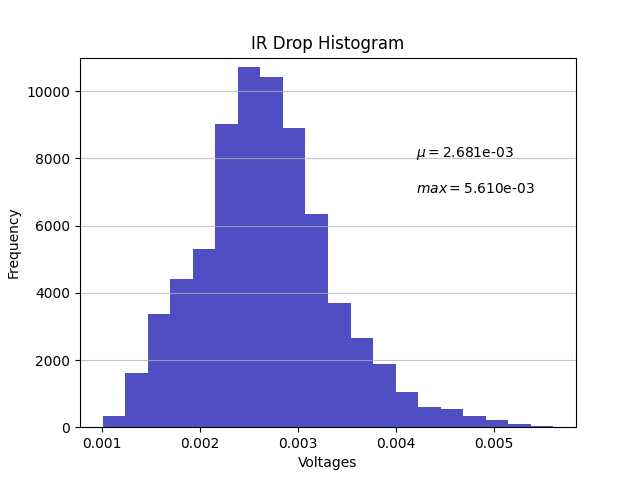 IR Drop Histogram
10000
8000
6000
4000
2000
0
Frequency
μ = 2.681e-03
max = 5.610e-03
0.001 0.002 0.003 0.004 0.005
Voltages